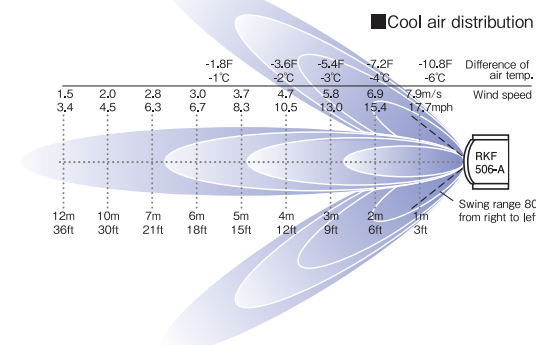 ■Cool air distribution
-1.8F -3.6F -5.4F -7.2F -10.8F Difference of
-1℃ -2℃ -3℃ -4℃ -6℃ air temp.
1.5 2.0 2.8 3.0 3.7 4.7 5.8 6.9 7.9m/s Wind speed
3.4 4.5 6.3 6.7 8.3 10.5 13.0 15.4 17.7mph
RKF
506-A
Swing range 80
from right to left
12m 10m 7m 6m 5m 4m 3m 2m 1m
36ft 30ft 21ft 18ft 15ft 12ft 9ft 6ft 3ft